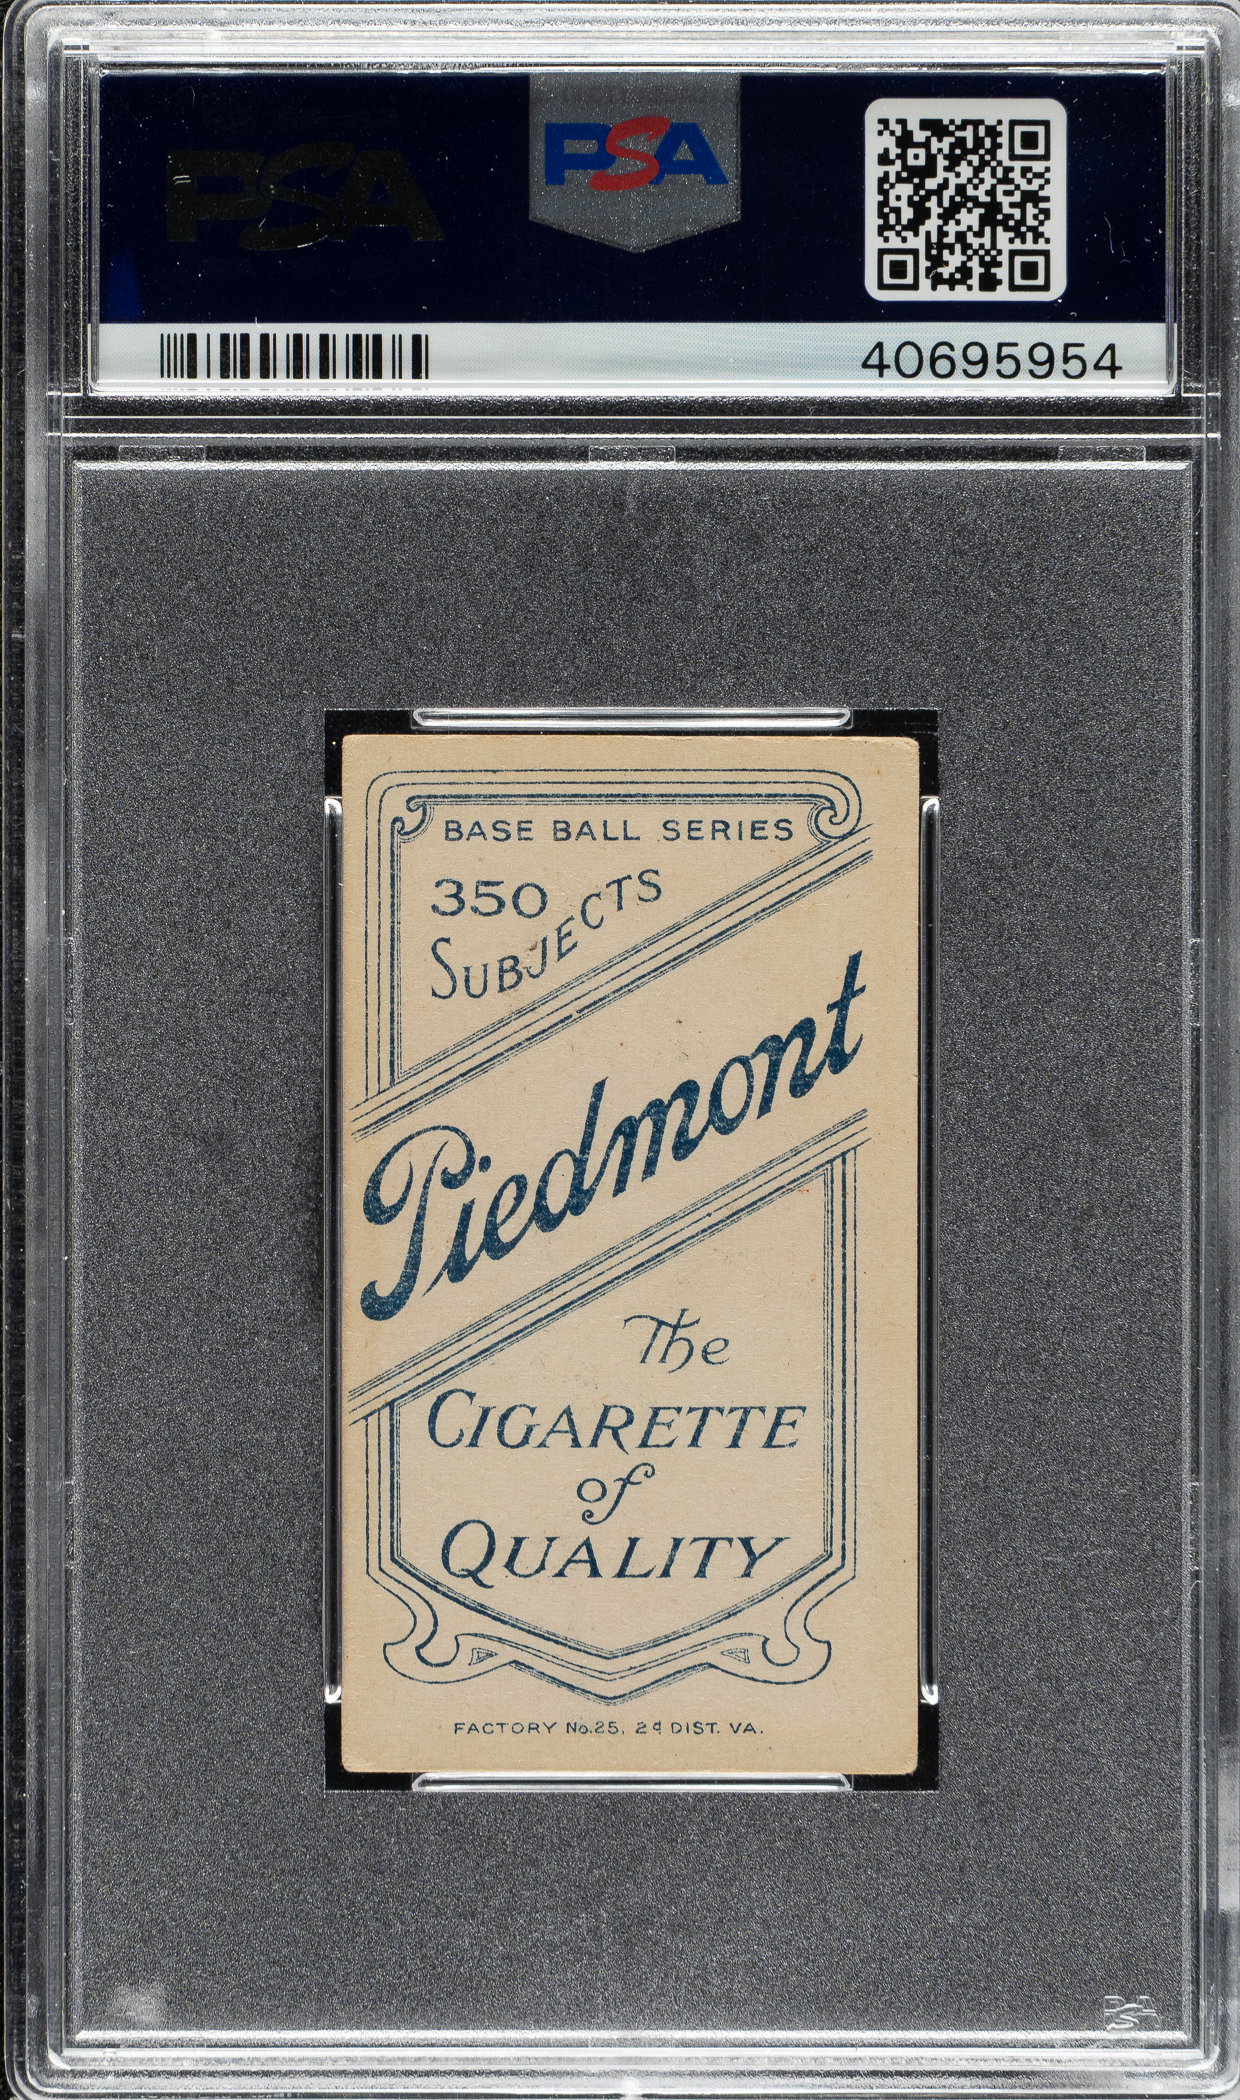 PSA
PSA
40695954
BASE BALL SERIES
350
SUBJECTS
Piedmont
The
CIGARETTE
of
QUALITY
FACTORY No.25, 2d DIST. VA.
PSA